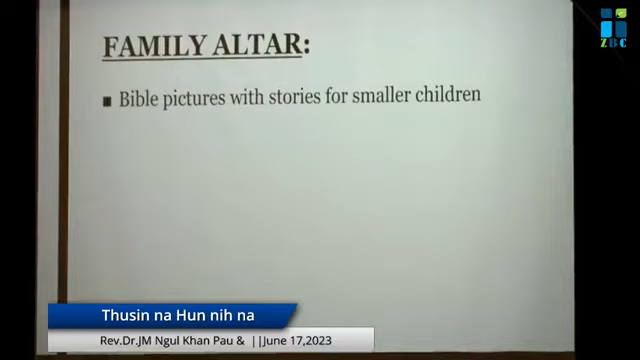 FAMILY ALTAR:
▪ Bible pictures with stories for smaller children
ZBC
Thusin na Hun nih na
Rev.Dr.JM Ngul Khan Pau & ||June 17,2023